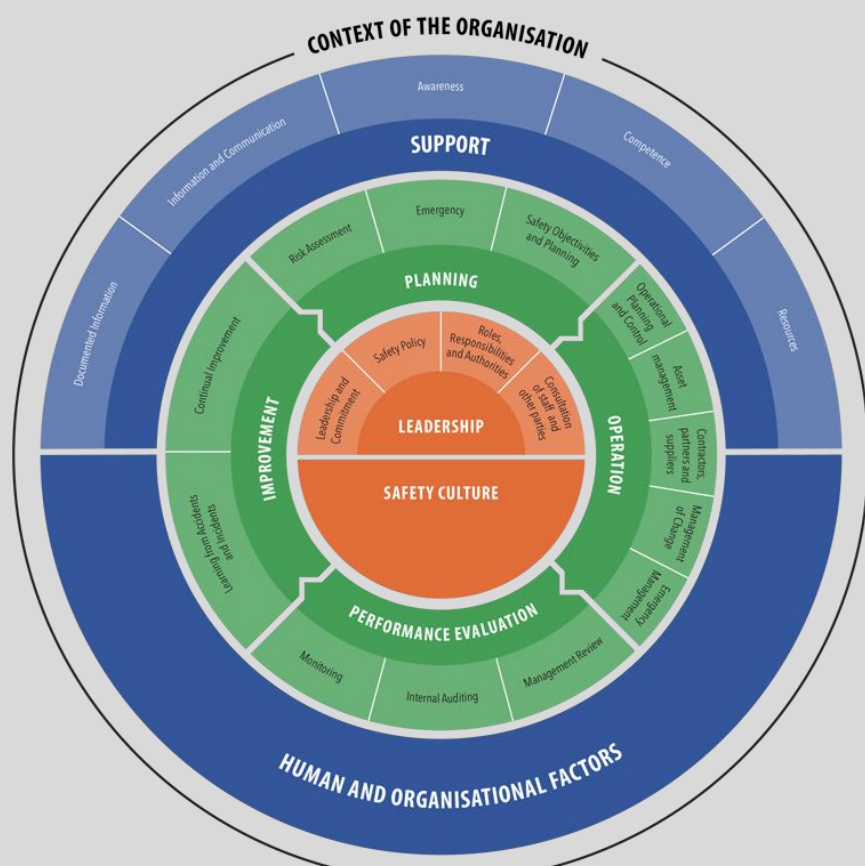 CONTEXT OF THE ORGANISATION
Documented Information
Information and Communication
Awareness
Competence
Resources
SUPPORT
Risk Assessment
Emergency
Safety Objectivities
and Planning
PLANNING
Operational
Planning
and Control
Asset
management
Contractors,
partners and
suppliers
Management
of Change
Emergency
Management
OPERATION
Continual Improvement
Learning from Accidents
and Incidents
IMPROVEMENT
Leadership and
Commitment
Safety Policy
Roles,
Responsibilities
and Authorities
Consultation
of staff and
other parties
LEADERSHIP
SAFETY CULTURE
PERFORMANCE EVALUATION
Monitoring
Internal Auditing
Management Review
HUMAN AND ORGANISATIONAL FACTORS